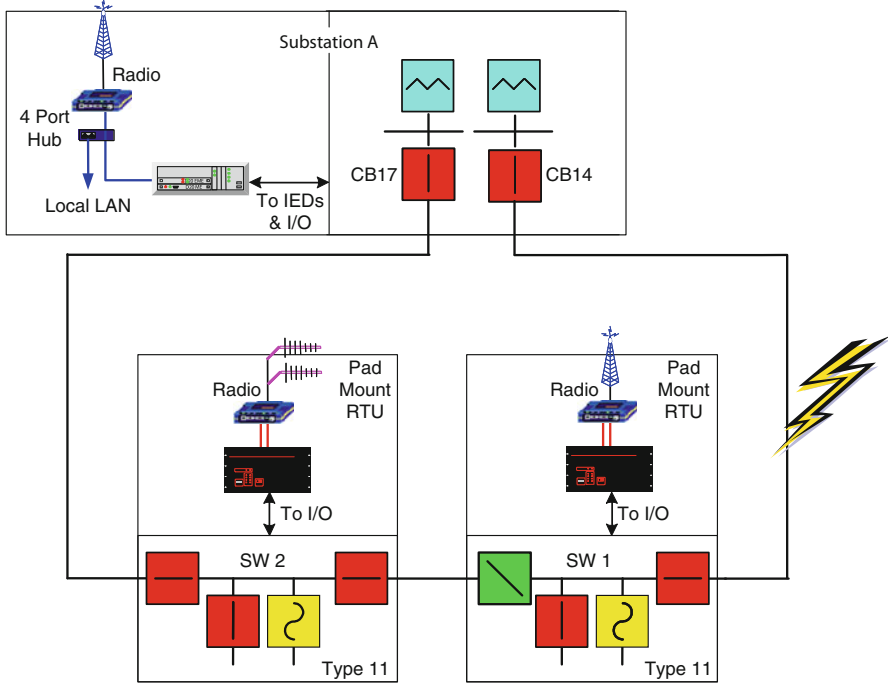 Substation A
Radio
4 Port
Hub
Local LAN
To IEDs
& I/O
CB17
CB14
Radio
Pad
Mount
RTU
To I/O
SW 2
Type 11
Radio
Pad
Mount
RTU
To I/O
SW 1
Type 11